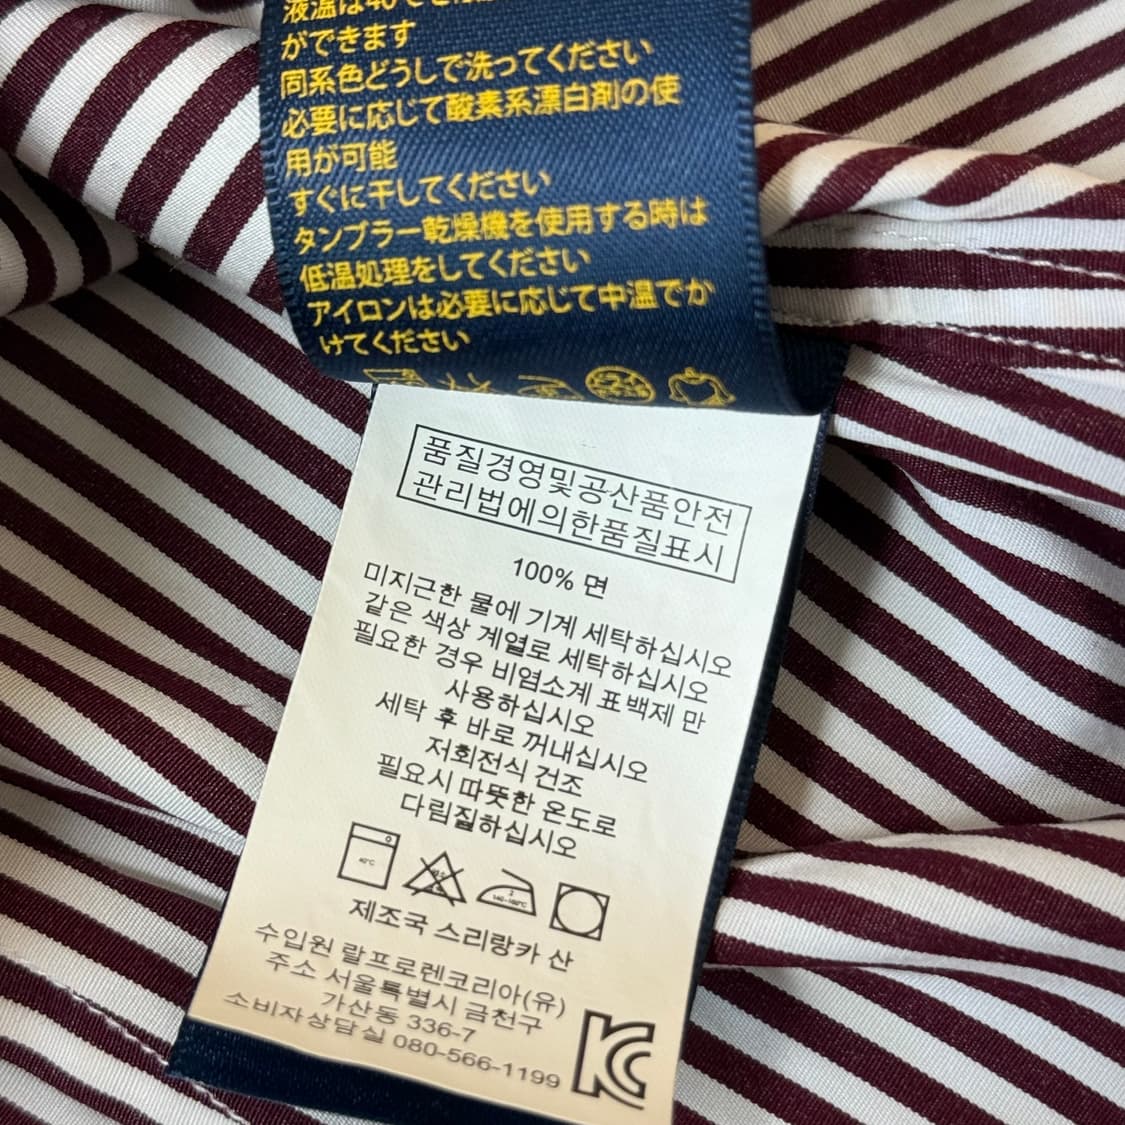 ができます
同系色どうしで洗ってください
必要に応じて酸素系漂白剤の使
用が可能
すぐに干してください
タンブラー乾燥機を使用する時は
低温処理をしてください
アイロンは必要に応じて中温でか
けてください
품질경영및공산품안전
관리법에의한품질표시
100% 면
미지근한 물에 기계 세탁하십시오
같은 색상 계열로 세탁하십시오
필요한 경우 비염소계 표백제 만
사용하십시오
세탁 후 바로 꺼내십시오
저회전식 건조
필요시 따뜻한 온도로
다림질하십시오
40°C
제조국 스리랑카 산
수입원 랄프로렌코리아(유)
주소 서울특별시 금천구
가산동 336-7
소비자상담실 080-566-1199
KC